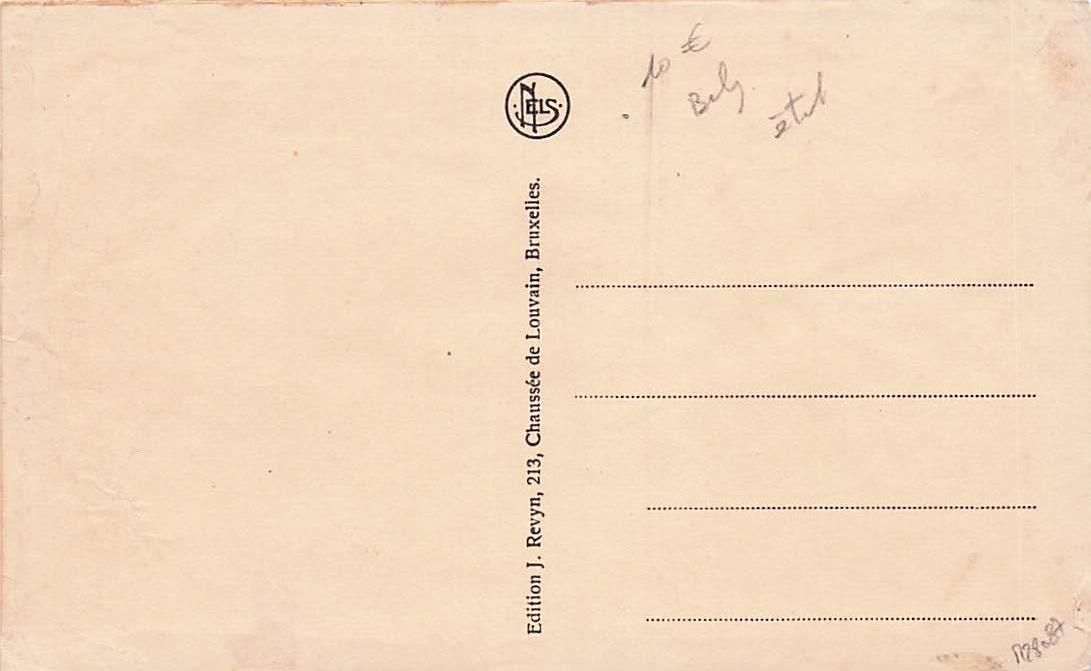 10 €
Belg.
NELS
Edition J. Revyn, 213, Chaussée de Louvain, Bruxelles.